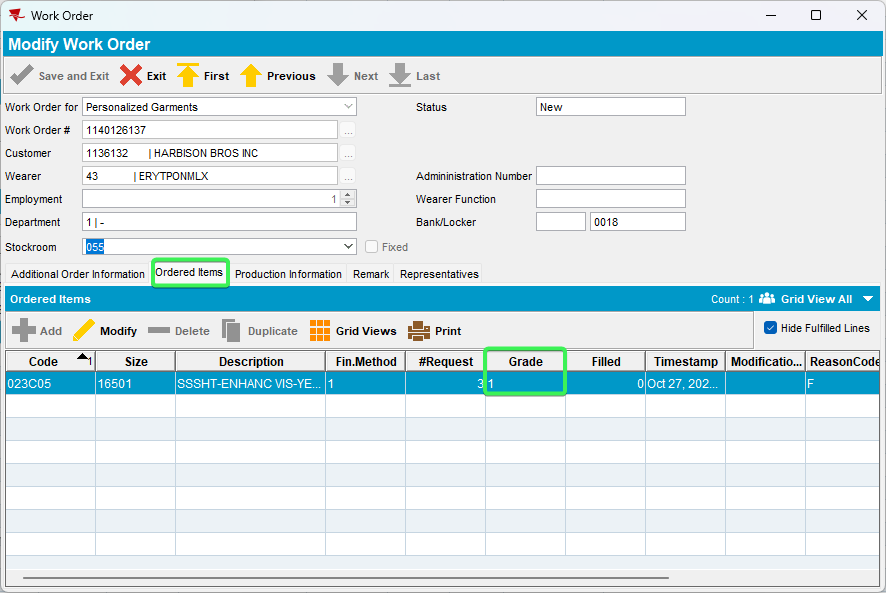 Work Order
Modify Work Order
Save and Exit Exit First Previous Next Last
Work Order for Personalized Garments Status New
Work Order # 1140126137 ...
Customer 1136132 | HARBISON BROS INC ...
Wearer 43 | ERYTPONMLX ... Admininistration Number
Employment 1 Wearer Function
Department 1 | - Bank/Locker 0018
Stockroom 055 Fixed
Additional Order Information Ordered Items Production Information Remark Representatives
Ordered Items Count : 1 Grid View All
Add Modify Delete Duplicate Grid Views Print Hide Fulfilled Lines
Code 1 Size Description Fin.Method #Request Grade Filled Timestamp Modificatio... ReasonCode
023C05 16501 SSSHT-ENHANC VIS-YE... 1 3 1 0 Oct 27, 202... F